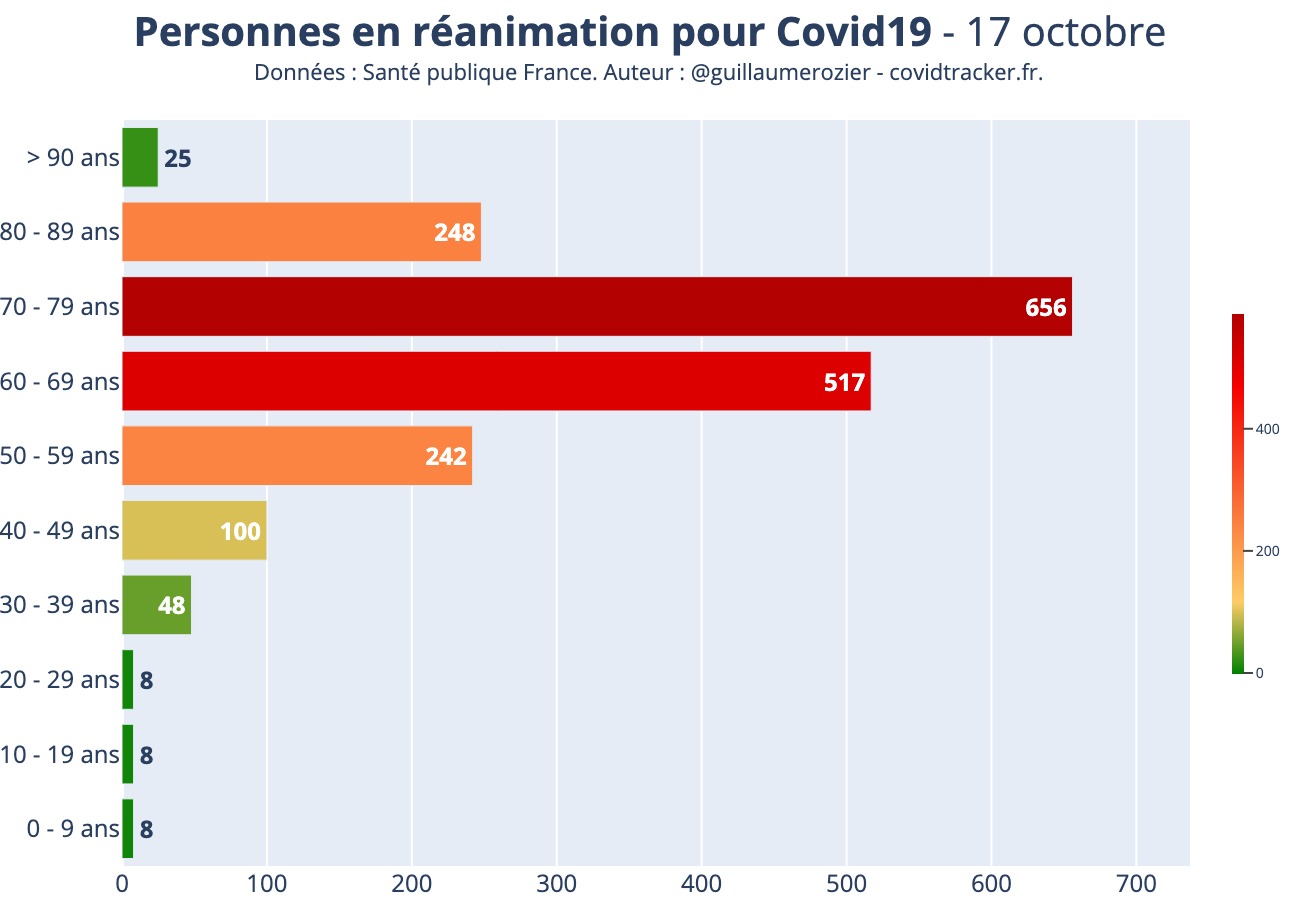 Personnes en réanimation pour Covid19 - 17 octobre
Données : Santé publique France. Auteur : @guillaumerozier - covidtracker.fr.
> 90 ans 25
80 - 89 ans 248
70 - 79 ans 656
60 - 69 ans 517
50 - 59 ans 242
40 - 49 ans 100
30 - 39 ans 48
20 - 29 ans 8
10 - 19 ans 8
0 - 9 ans 8
0 100 200 300 400 500 600 700
400
200
0